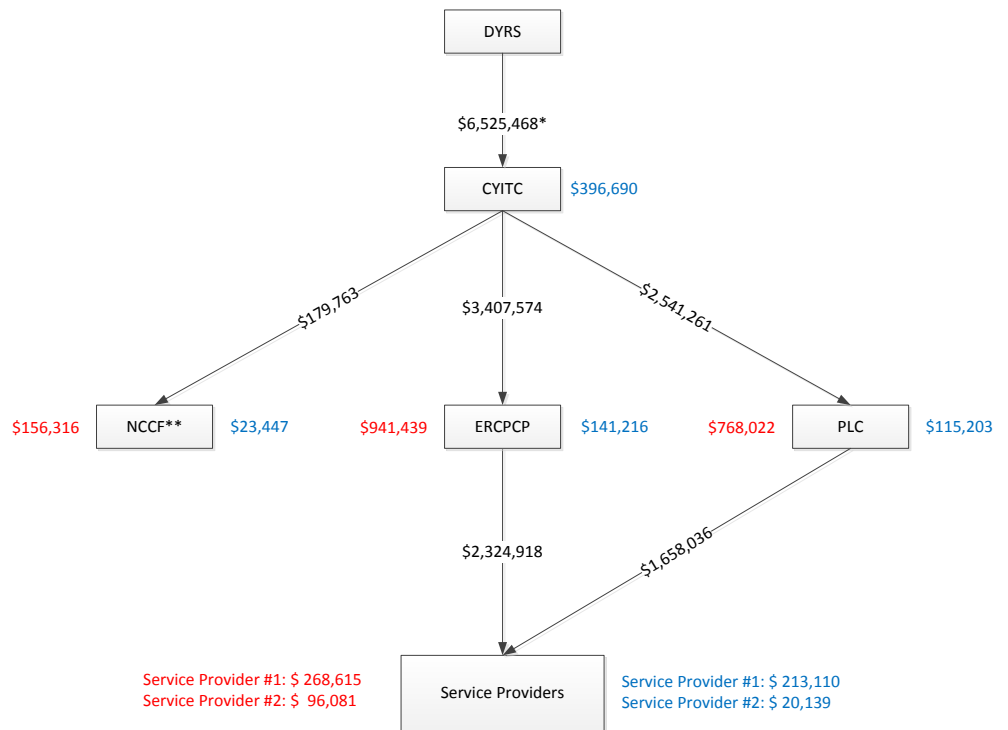 DYRS
$6,525,468*
CYITC
$396,690
$179,763
$3,407,574
$2,541,261
$156,316
NCCF**
$23,447
$941,439
ERCPCP
$141,216
$768,022
PLC
$115,203
$2,324,918
$1,658,036
Service Provider #1: $ 268,615
Service Provider #2: $  96,081
Service Providers
Service Provider #1: $ 213,110
Service Provider #2: $ 20,139